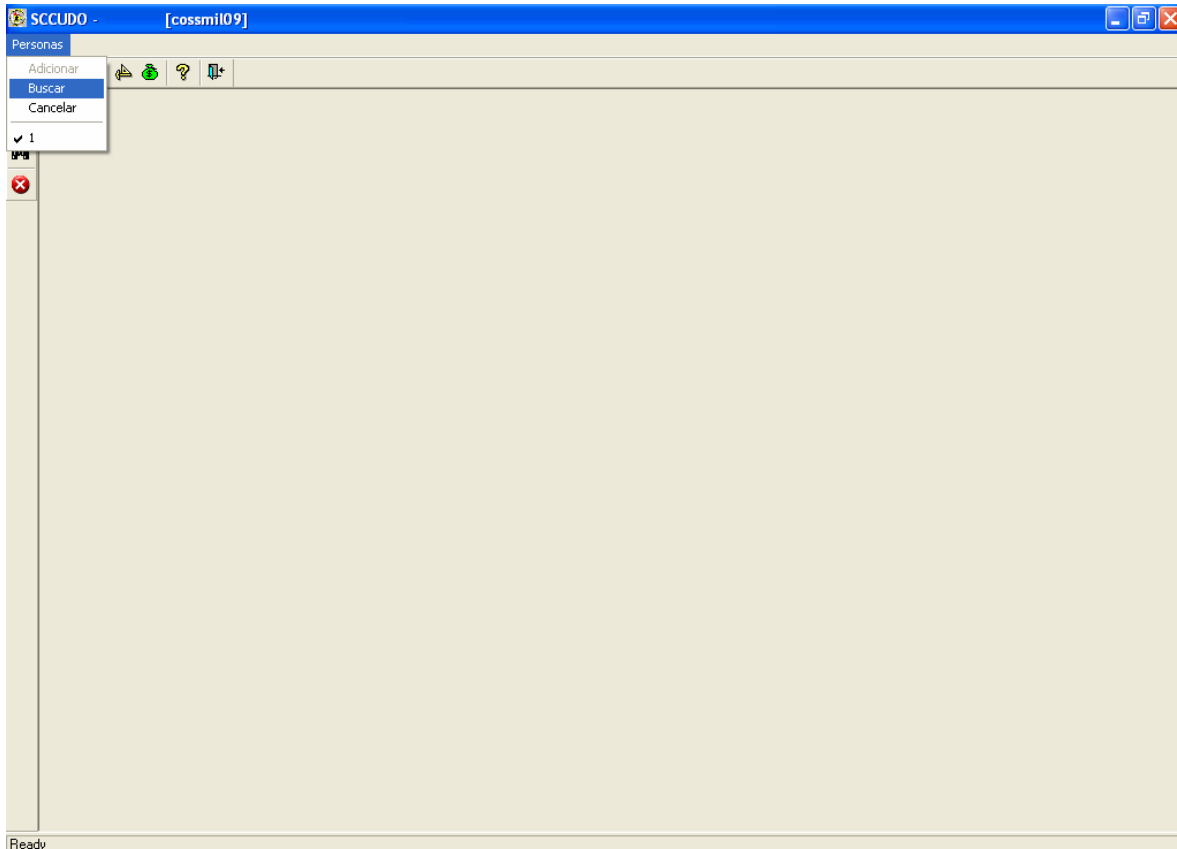 SCCUDO - [cossmil09]
Personas
Adicionar
Buscar
Cancelar
1
Ready